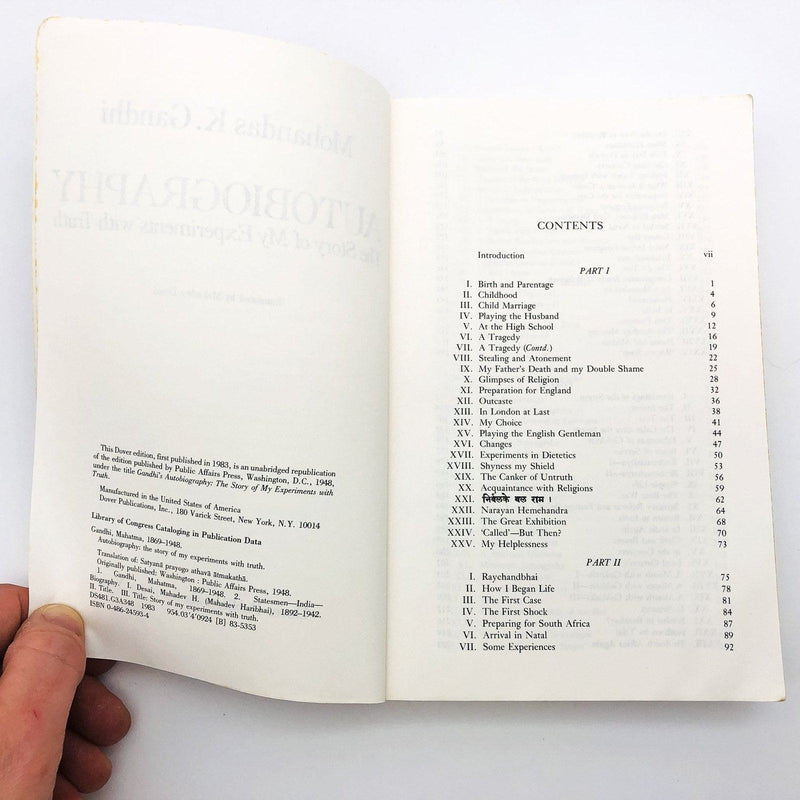 Mohandas K. Gandhi
AUTOBIOGRAPHY
The Story of My Experiments with Truth
This Dover edition, first published in 1983, is an unabridged republication
of the edition published by Public Affairs Press, Washington, D.C., 1948,
under the title Gandhi's Autobiography: The Story of My Experiments with
Truth.
Manufactured in the United States of America
Dover Publications, Inc., 180 Varick Street, New York, N.Y. 10014
Library of Congress Cataloging in Publication Data
Gandhi, Mahatma, 1869–1948.
Autobiography: the story of my experiments with truth.
Translation of: Satyanā prayogo athavā ātmakathā.
Originally published: Washington : Public Affairs Press, 1948.
1. Gandhi, Mahatma, 1869–1948. 2. Statesmen—India—
Biography. I. Desai, Mahadev H. (Mahadev Haribhai), 1892–1942.
II. Title. III. Title: Story of my experiments with truth.
DS481.G3A348 1983 954.03'4'0924 [B] 83-5353
ISBN 0-486-24593-4
CONTENTS
Introduction vii
PART I
I. Birth and Parentage 1
II. Childhood 4
III. Child Marriage 6
IV. Playing the Husband 9
V. At the High School 12
VI. A Tragedy 16
VII. A Tragedy (Contd.) 19
VIII. Stealing and Atonement 22
IX. My Father's Death and my Double Shame 25
X. Glimpses of Religion 28
XI. Preparation for England 32
XII. Outcaste 36
XIII. In London at Last 38
XIV. My Choice 41
XV. Playing the English Gentleman 44
XVI. Changes 47
XVII. Experiments in Dietetics 50
XVIII. Shyness my Shield 53
XIX. The Canker of Untruth 56
XX. Acquaintance with Religions 59
XXI. निर्बलके बल राम । 62
XXII. Narayan Hemehandra 64
XXIII. The Great Exhibition 68
XXIV. 'Called'—But Then? 70
XXV. My Helplessness 73
PART II
I. Raychandbhai 75
II. How I Began Life 78
III. The First Case 81
IV. The First Shock 84
V. Preparing for South Africa 87
VI. Arrival in Natal 89
VII. Some Experiences 92